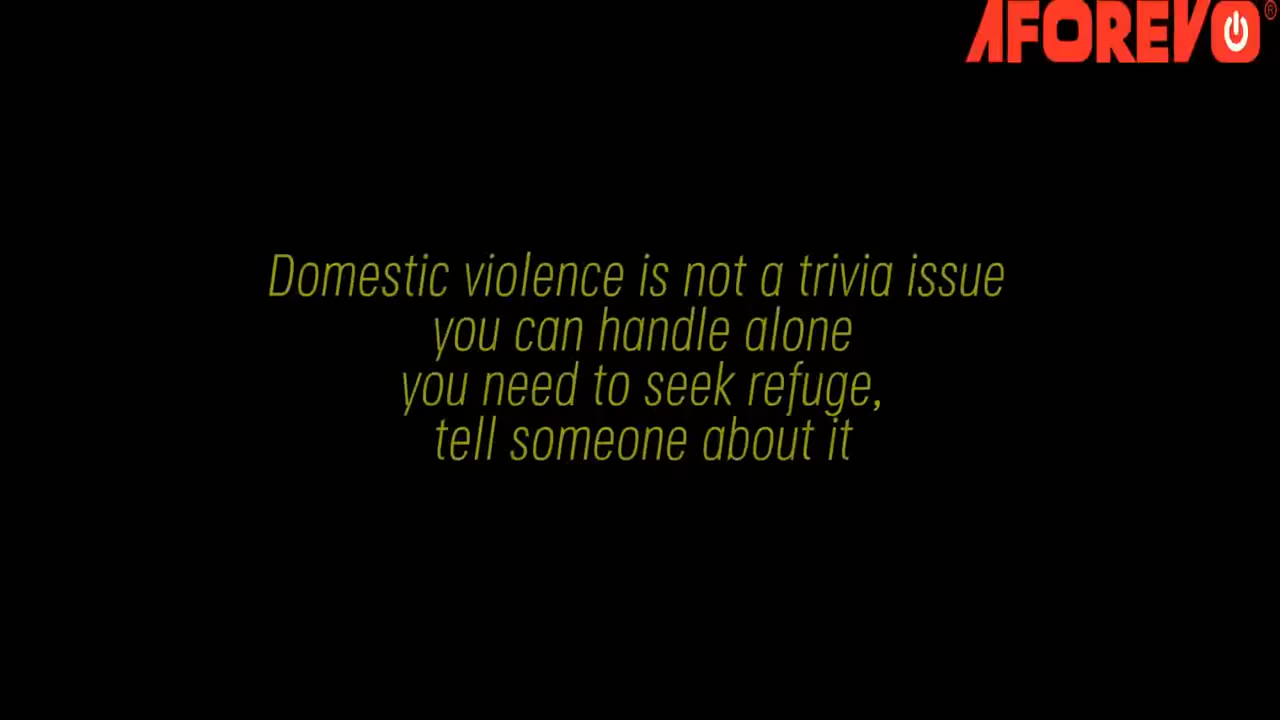 AFOREVO®
Domestic violence is not a trivia issue
you can handle alone
you need to seek refuge,
tell someone about it